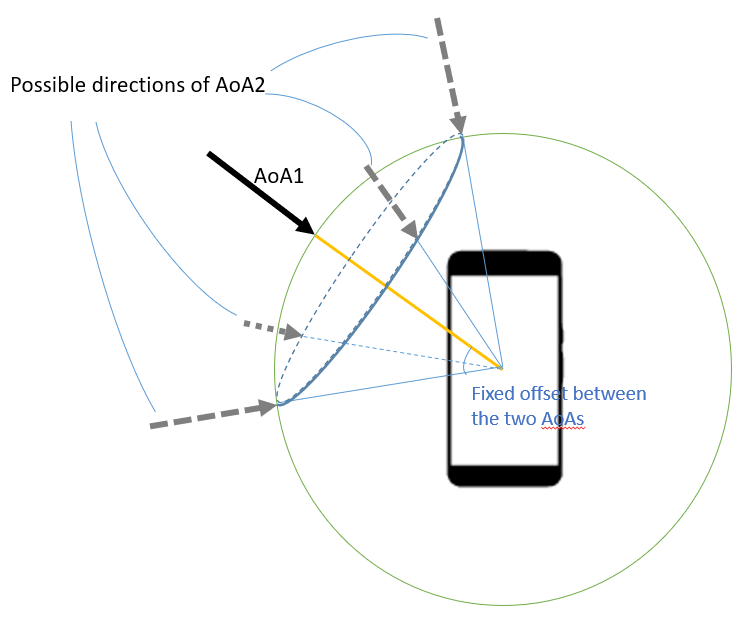 Possible directions of AoA2
AoA1
Fixed offset between
the two AoAs